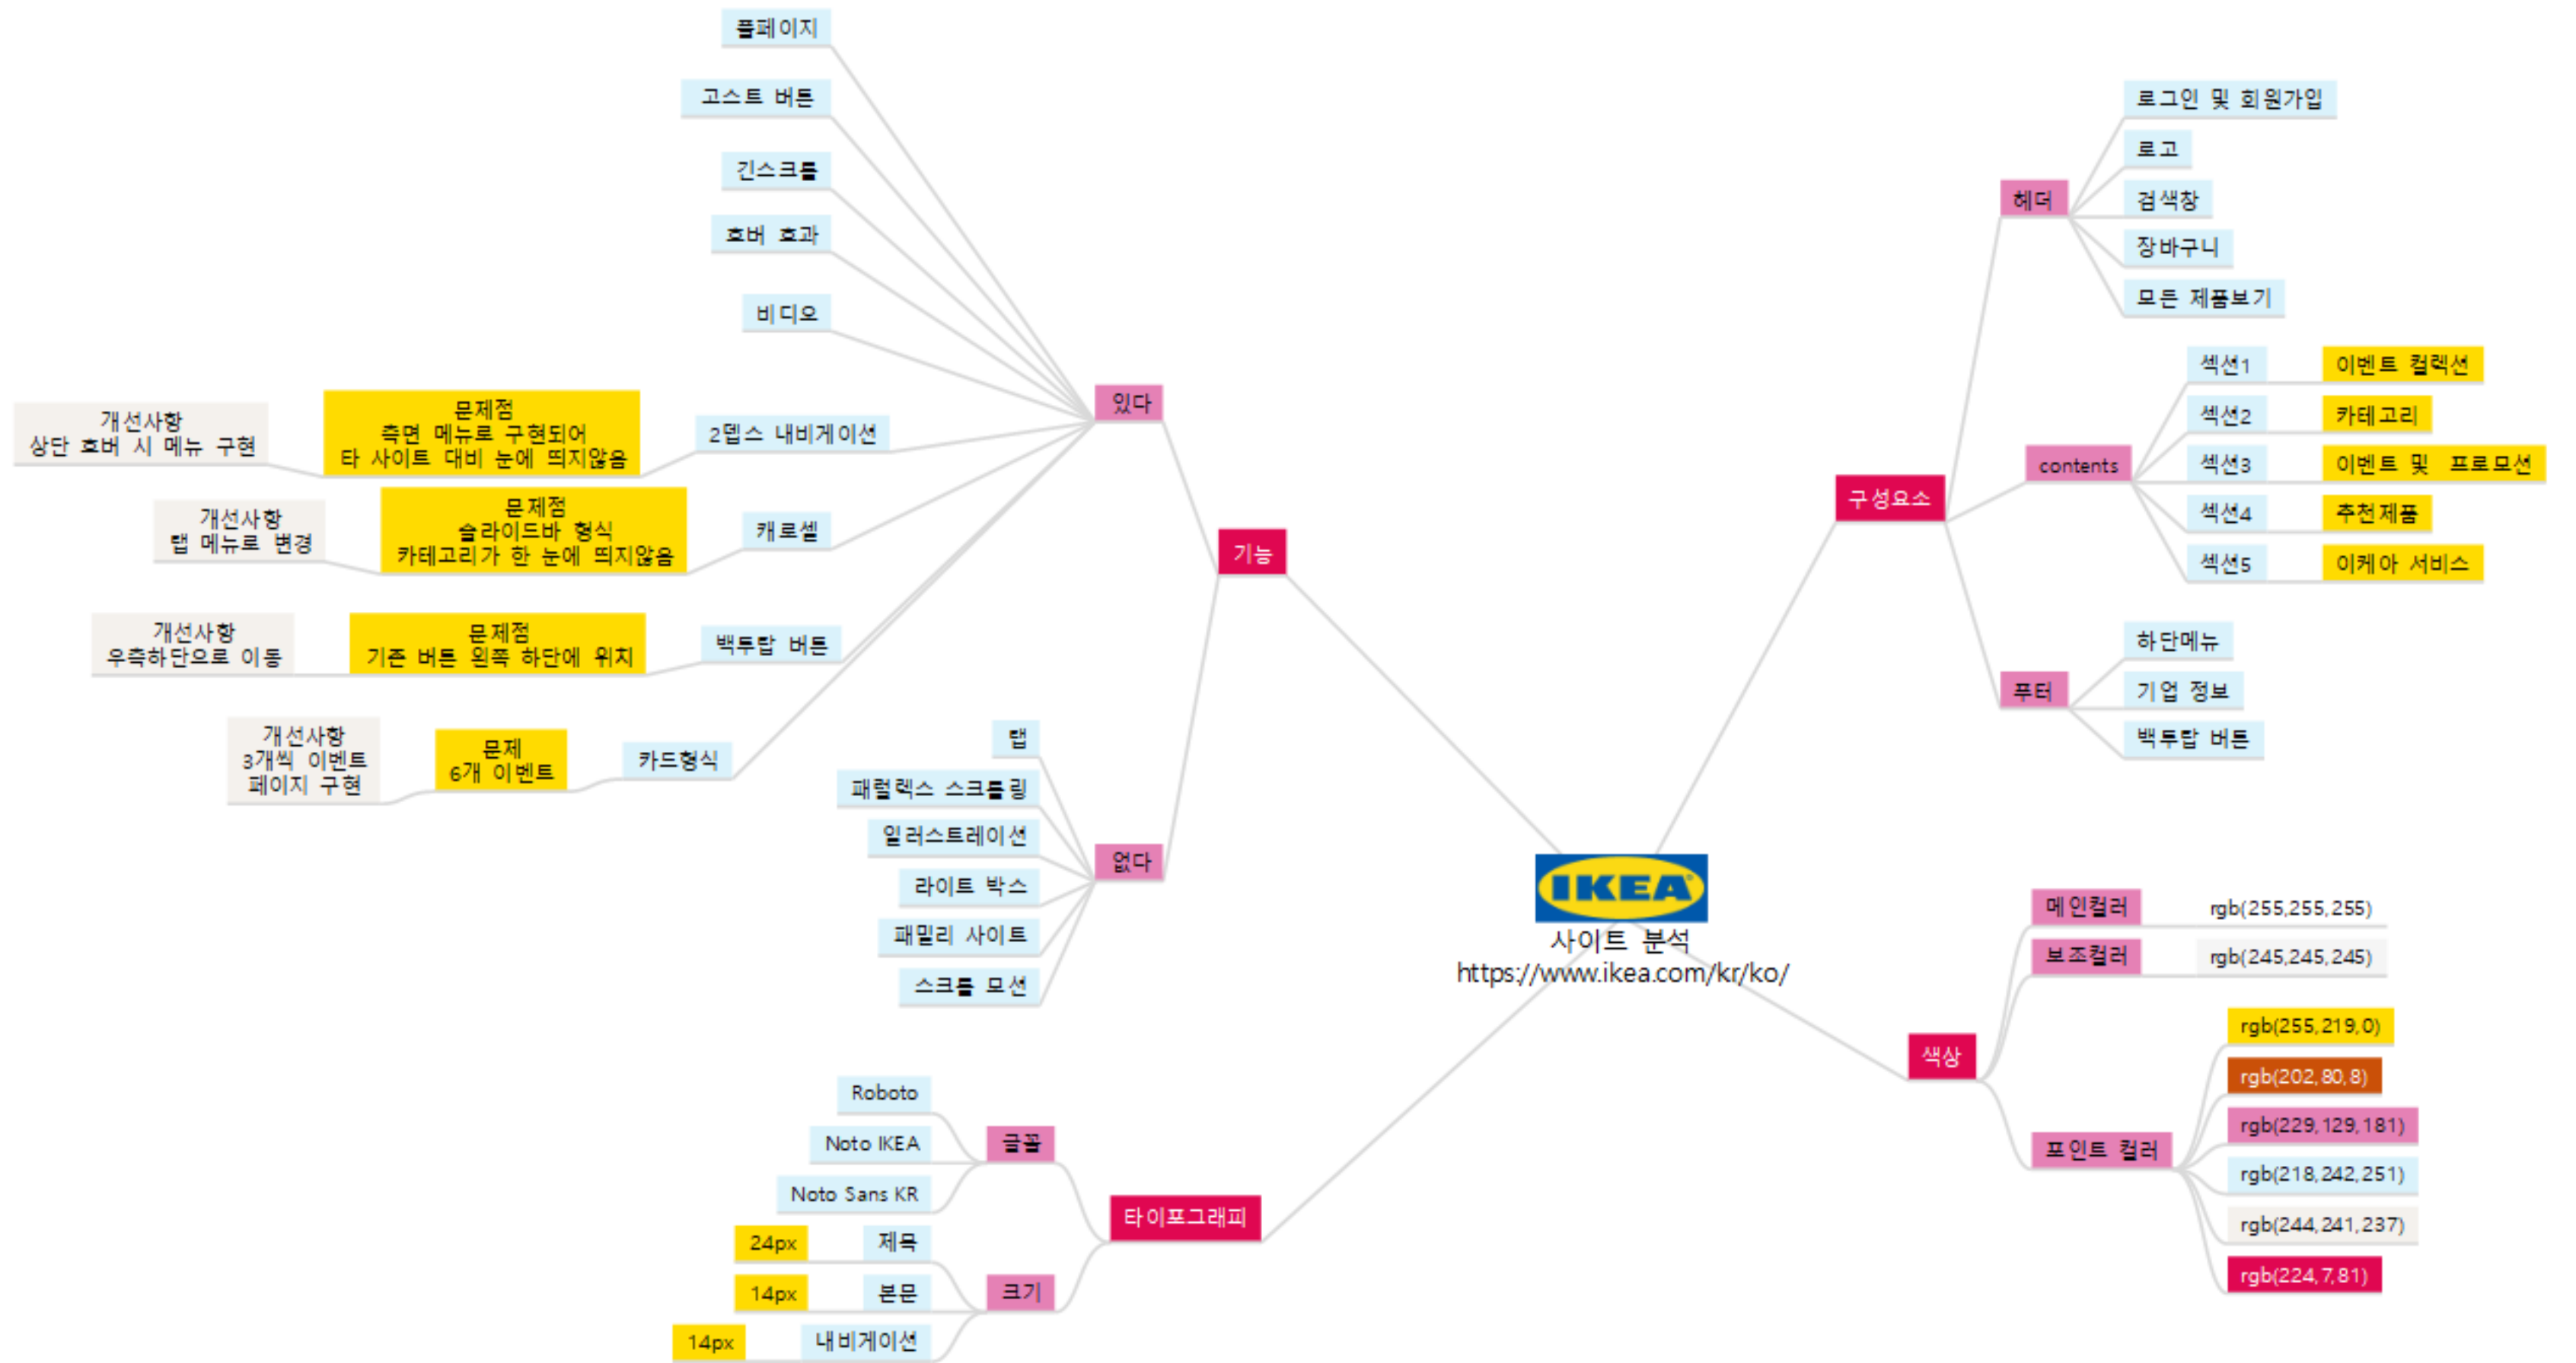 IKEA
사이트 분석
https://www.ikea.com/kr/ko/
구성요소
헤더
로그인 및 회원가입
로고
검색창
장바구니
모든 제품보기
contents
섹션1
이벤트 컬렉션
섹션2
카테고리
섹션3
이벤트 및 프로모션
섹션4
추천제품
섹션5
이케아 서비스
푸터
하단메뉴
기업 정보
백투탑 버튼
색상
메인컬러
rgb(255,255,255)
보조컬러
rgb(245,245,245)
포인트 컬러
rgb(255,219,0)
rgb(202,80,8)
rgb(229,129,181)
rgb(218,242,251)
rgb(244,241,237)
rgb(224,7,81)
기능
있다
플페이지
고스트 버튼
긴스크롤
호버 효과
비디오
2뎁스 내비게이션
문제점
측면 메뉴로 구현되어
타 사이트 대비 눈에 띄지않음
개선사항
상단 호버 시 메뉴 구현
캐로셀
문제점
슬라이드바 형식
카테고리가 한 눈에 띄지않음
개선사항
탭 메뉴로 변경
백투탑 버튼
문제점
기존 버튼 왼쪽 하단에 위치
개선사항
우측하단으로 이동
카드형식
문제
6개 이벤트
개선사항
3개씩 이벤트
페이지 구현
없다
탭
패럴렉스 스크롤링
일러스트레이션
라이트 박스
패밀리 사이트
스크롤 모션
타이포그래피
글꼴
Roboto
Noto IKEA
Noto Sans KR
크기
제목
24px
본문
14px
내비게이션
14px